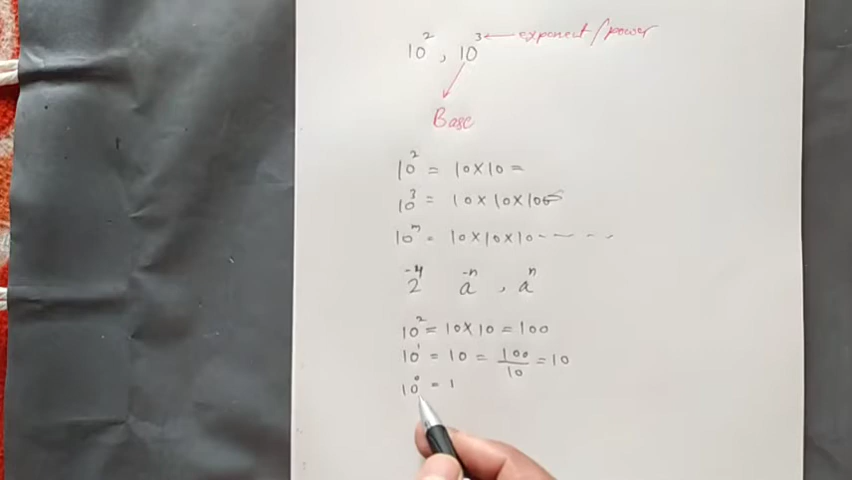 10², 10³ ← exponent/power
Base
10² = 10×10 =
10³ = 10×10×10
10ⁿ = 10×10×10 - - - -
2⁻⁴ a⁻ⁿ , aⁿ
10² = 10×10 = 100
10¹ = 10 = 100/10 = 10
10⁰ = 1